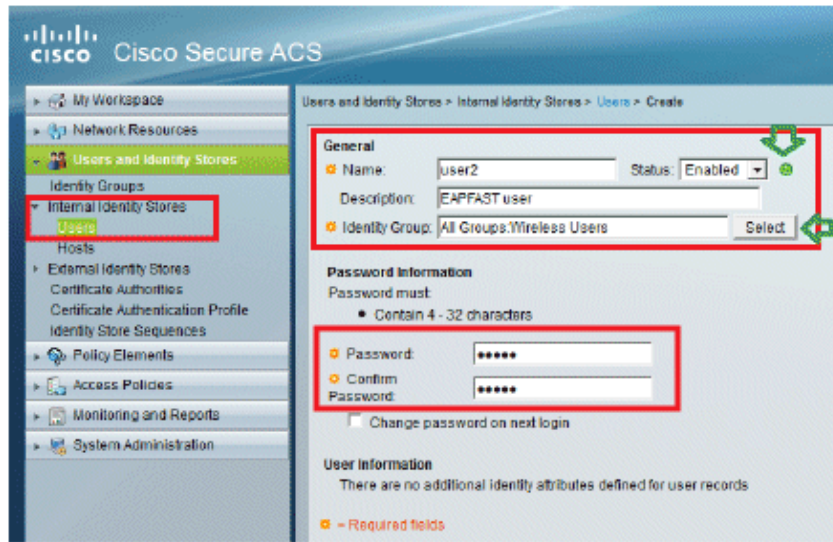 cisco Cisco Secure ACS
My Workspace
Network Resources
Users and Identity Stores
Identity Groups
Internal Identity Stores
Users
Hosts
External Identity Stores
Certificate Authorities
Certificate Authentication Profile
Identity Store Sequences
Policy Elements
Access Policies
Monitoring and Reports
System Administration
Users and Identity Stores > Internal Identity Stores > Users > Create
General
Name: user2 Status: Enabled
Description: EAPFAST user
Identity Group: All Groups:Wireless Users Select
Password Information
Password must:
• Contain 4 - 32 characters
Password: •••••
Confirm
Password: •••••
Change password on next login
User Information
There are no additional identity attributes defined for user records
= Required fields